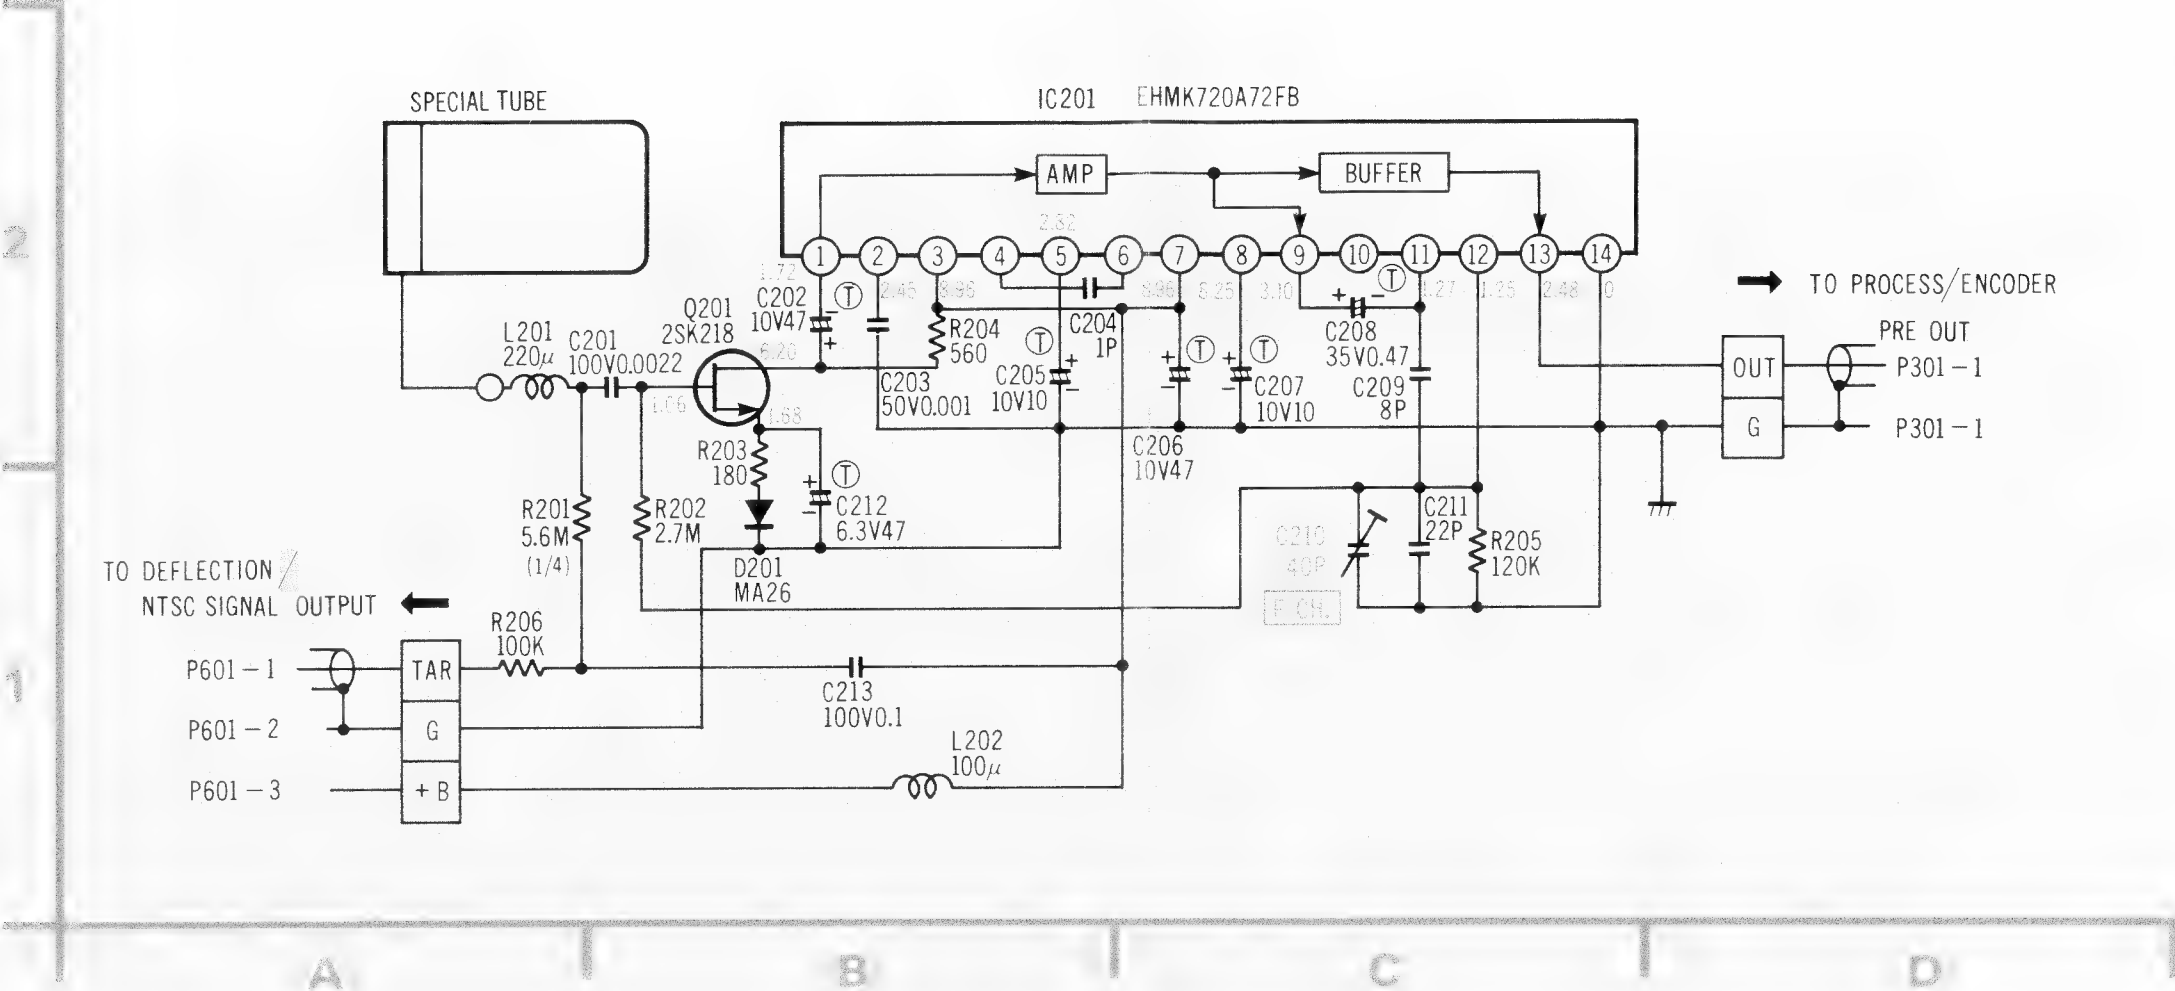 SPECIAL TUBE
IC201 EHMK720A72FB
AMP
BUFFER
2
2.82
1
2
3
4
5
6
7
8
9
10
11
12
13
14
1.72
2.45
8.96
8.96
8.25
3.10
1.27
1.25
2.48
0
T
TO PROCESS/ENCODER
C202
10V47
T
Q201
2SK218
L201
220μ
C201
100V0.0022
6.20
R204
560
C204
1P
T
T
T
C208
35V0.47
PRE OUT
OUT
P301-1
1.06
1.68
C203
50V0.001
C205
10V10
C207
10V10
C209
8P
G
P301-1
C206
10V47
R203
180
T
C212
6.3V47
R201
5.6M
(1/4)
R202
2.7M
C211
22P
C210
40P
F CH.
R205
120K
D201
MA26
TO DEFLECTION/
NTSC SIGNAL OUTPUT
R206
100K
1
P601-1
TAR
C213
100V0.1
P601-2
G
L202
100μ
P601-3
+B
A
B
C
D